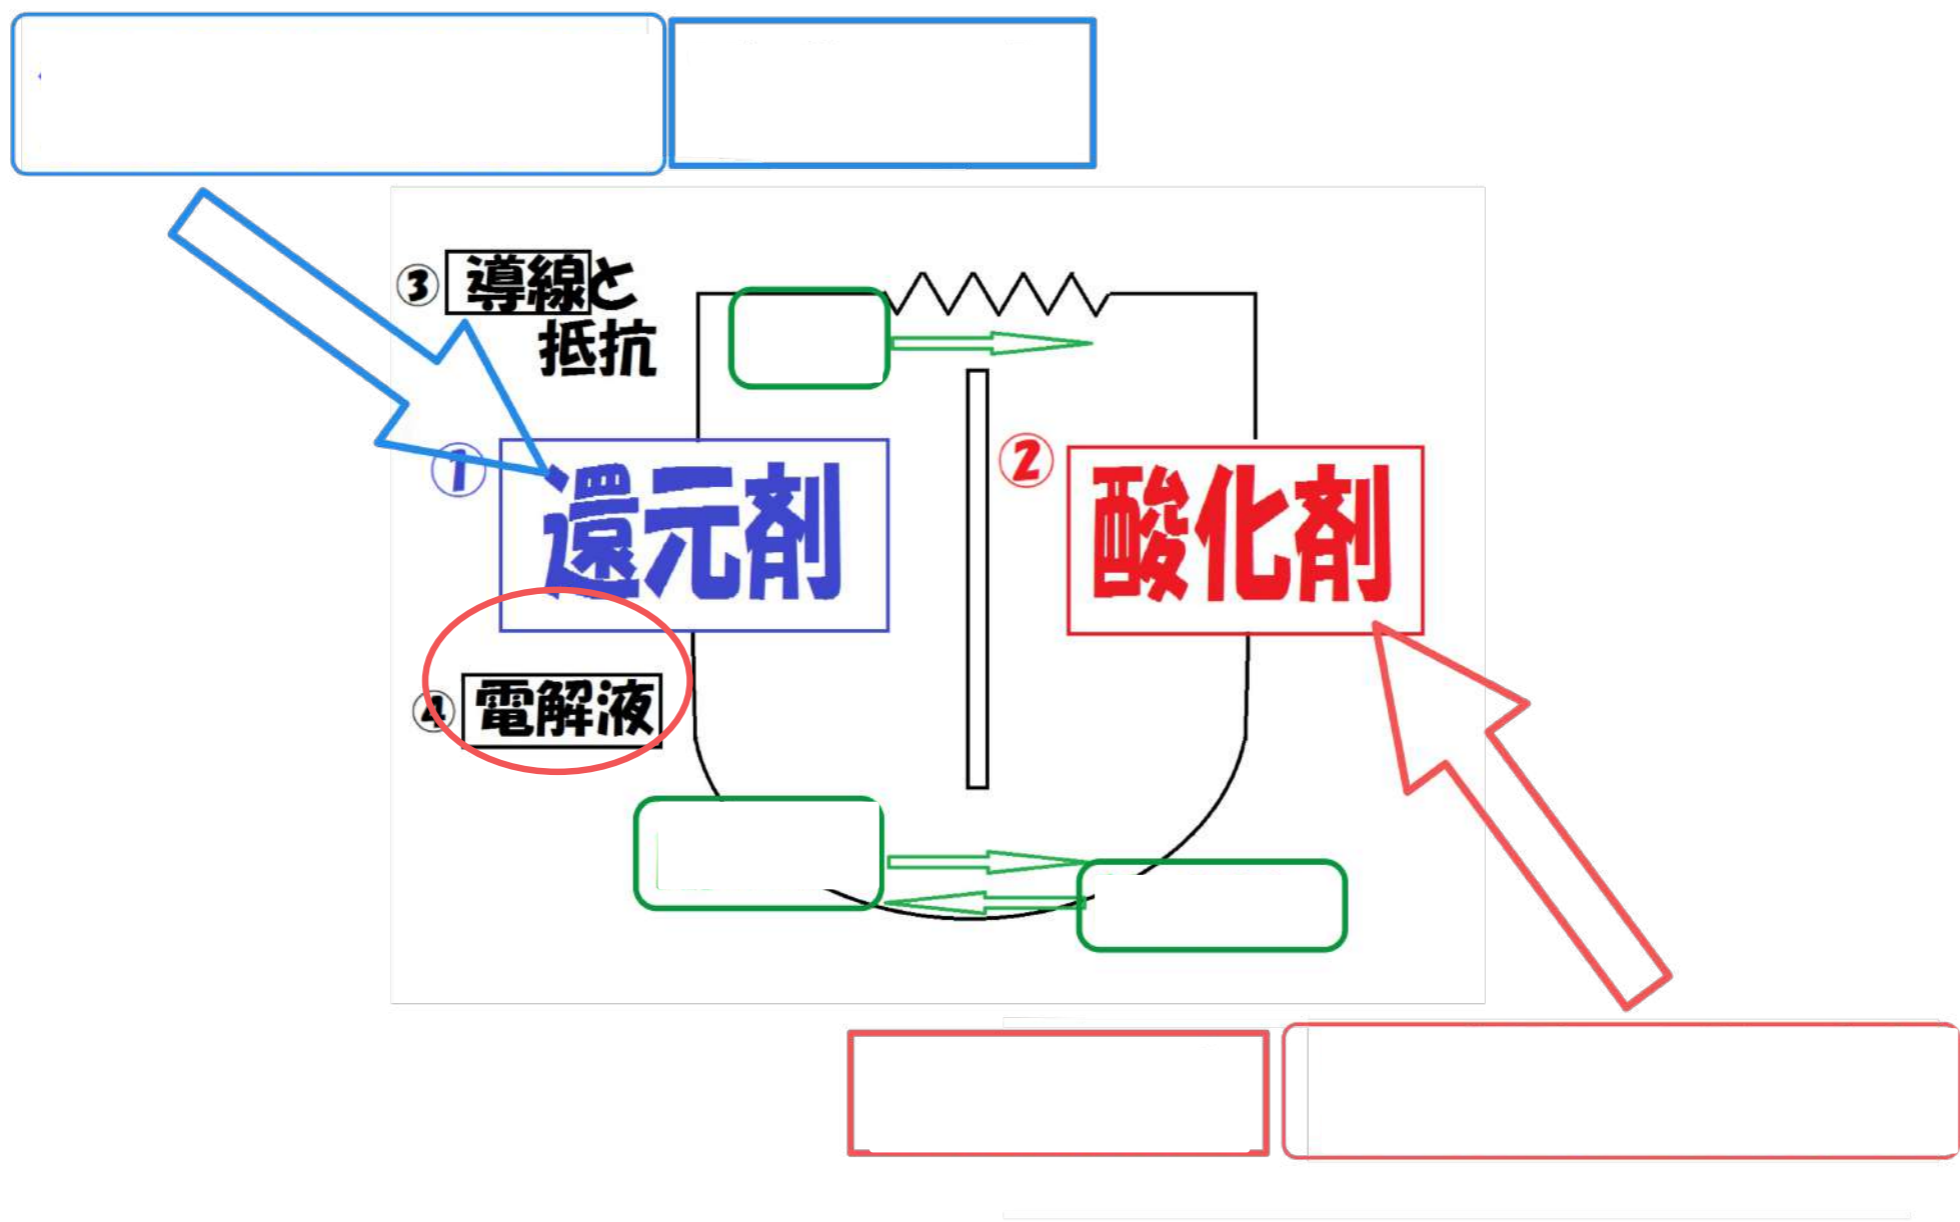 ③ 導線と
抵抗
① 還元剤
② 酸化剤
④ 電解液